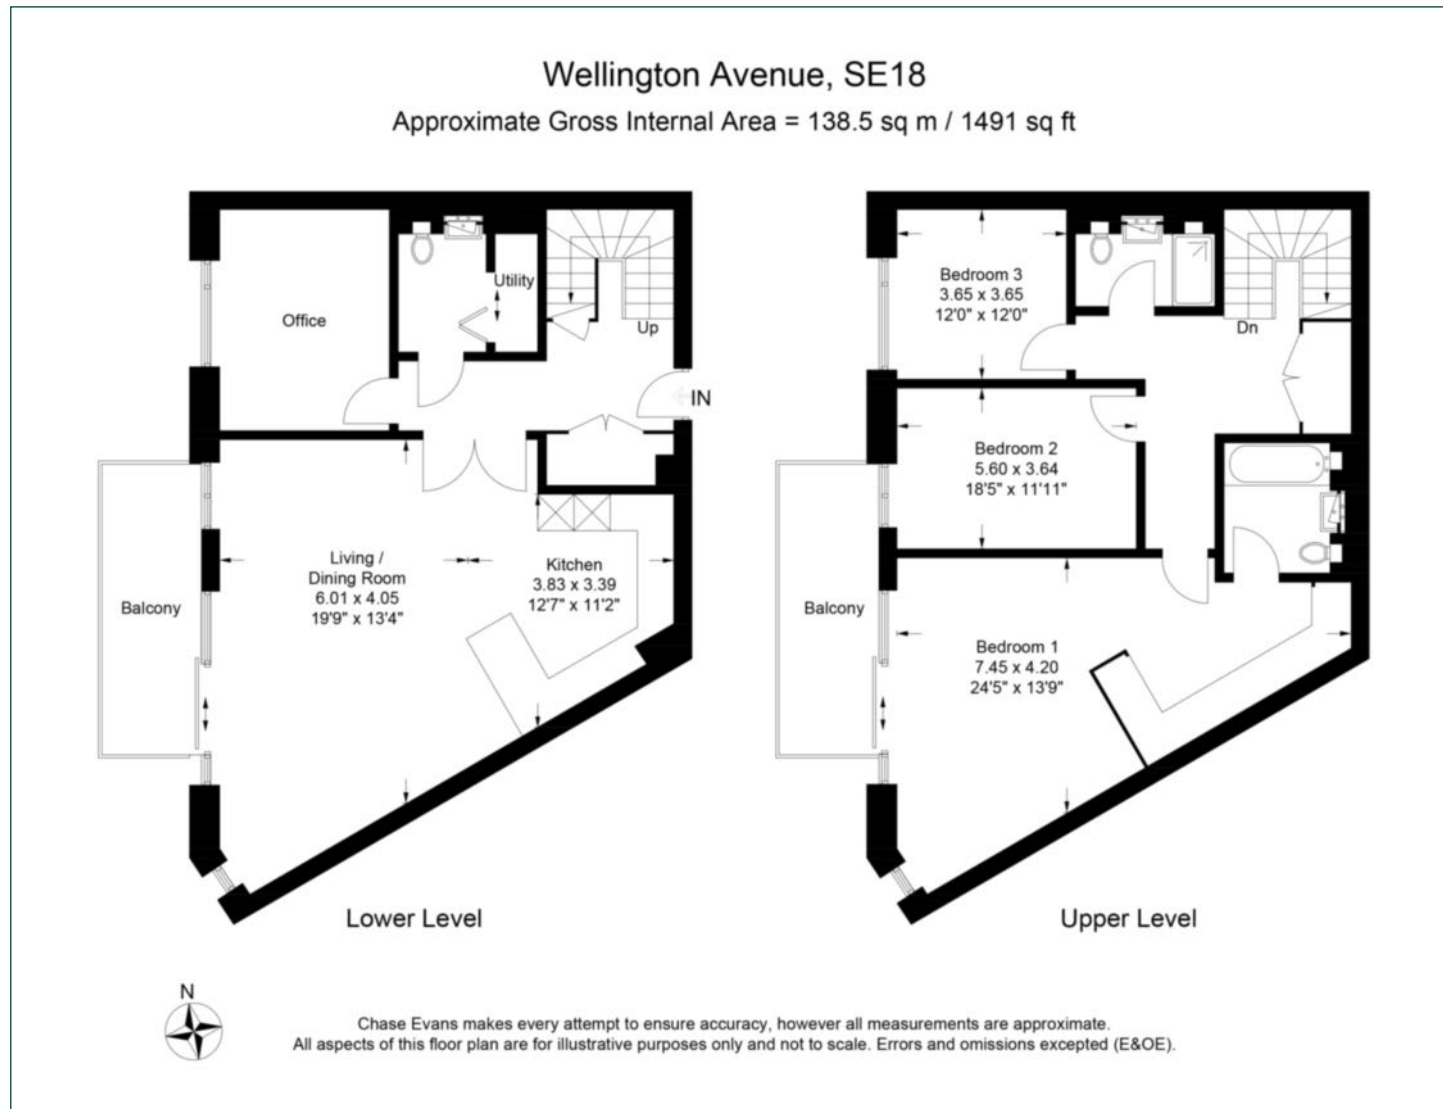 Wellington Avenue, SE18
Approximate Gross Internal Area = 138.5 sq m / 1491 sq ft
Office
Utility
Up
IN
Living /
Dining Room
6.01 x 4.05
19'9" x 13'4"
Kitchen
3.83 x 3.39
12'7" x 11'2"
Balcony
Lower Level
Bedroom 3
3.65 x 3.65
12'0" x 12'0"
Dn
Bedroom 2
5.60 x 3.64
18'5" x 11'11"
Balcony
Bedroom 1
7.45 x 4.20
24'5" x 13'9"
Upper Level
N
Chase Evans makes every attempt to ensure accuracy, however all measurements are approximate.
All aspects of this floor plan are for illustrative purposes only and not to scale. Errors and omissions excepted (E&OE).